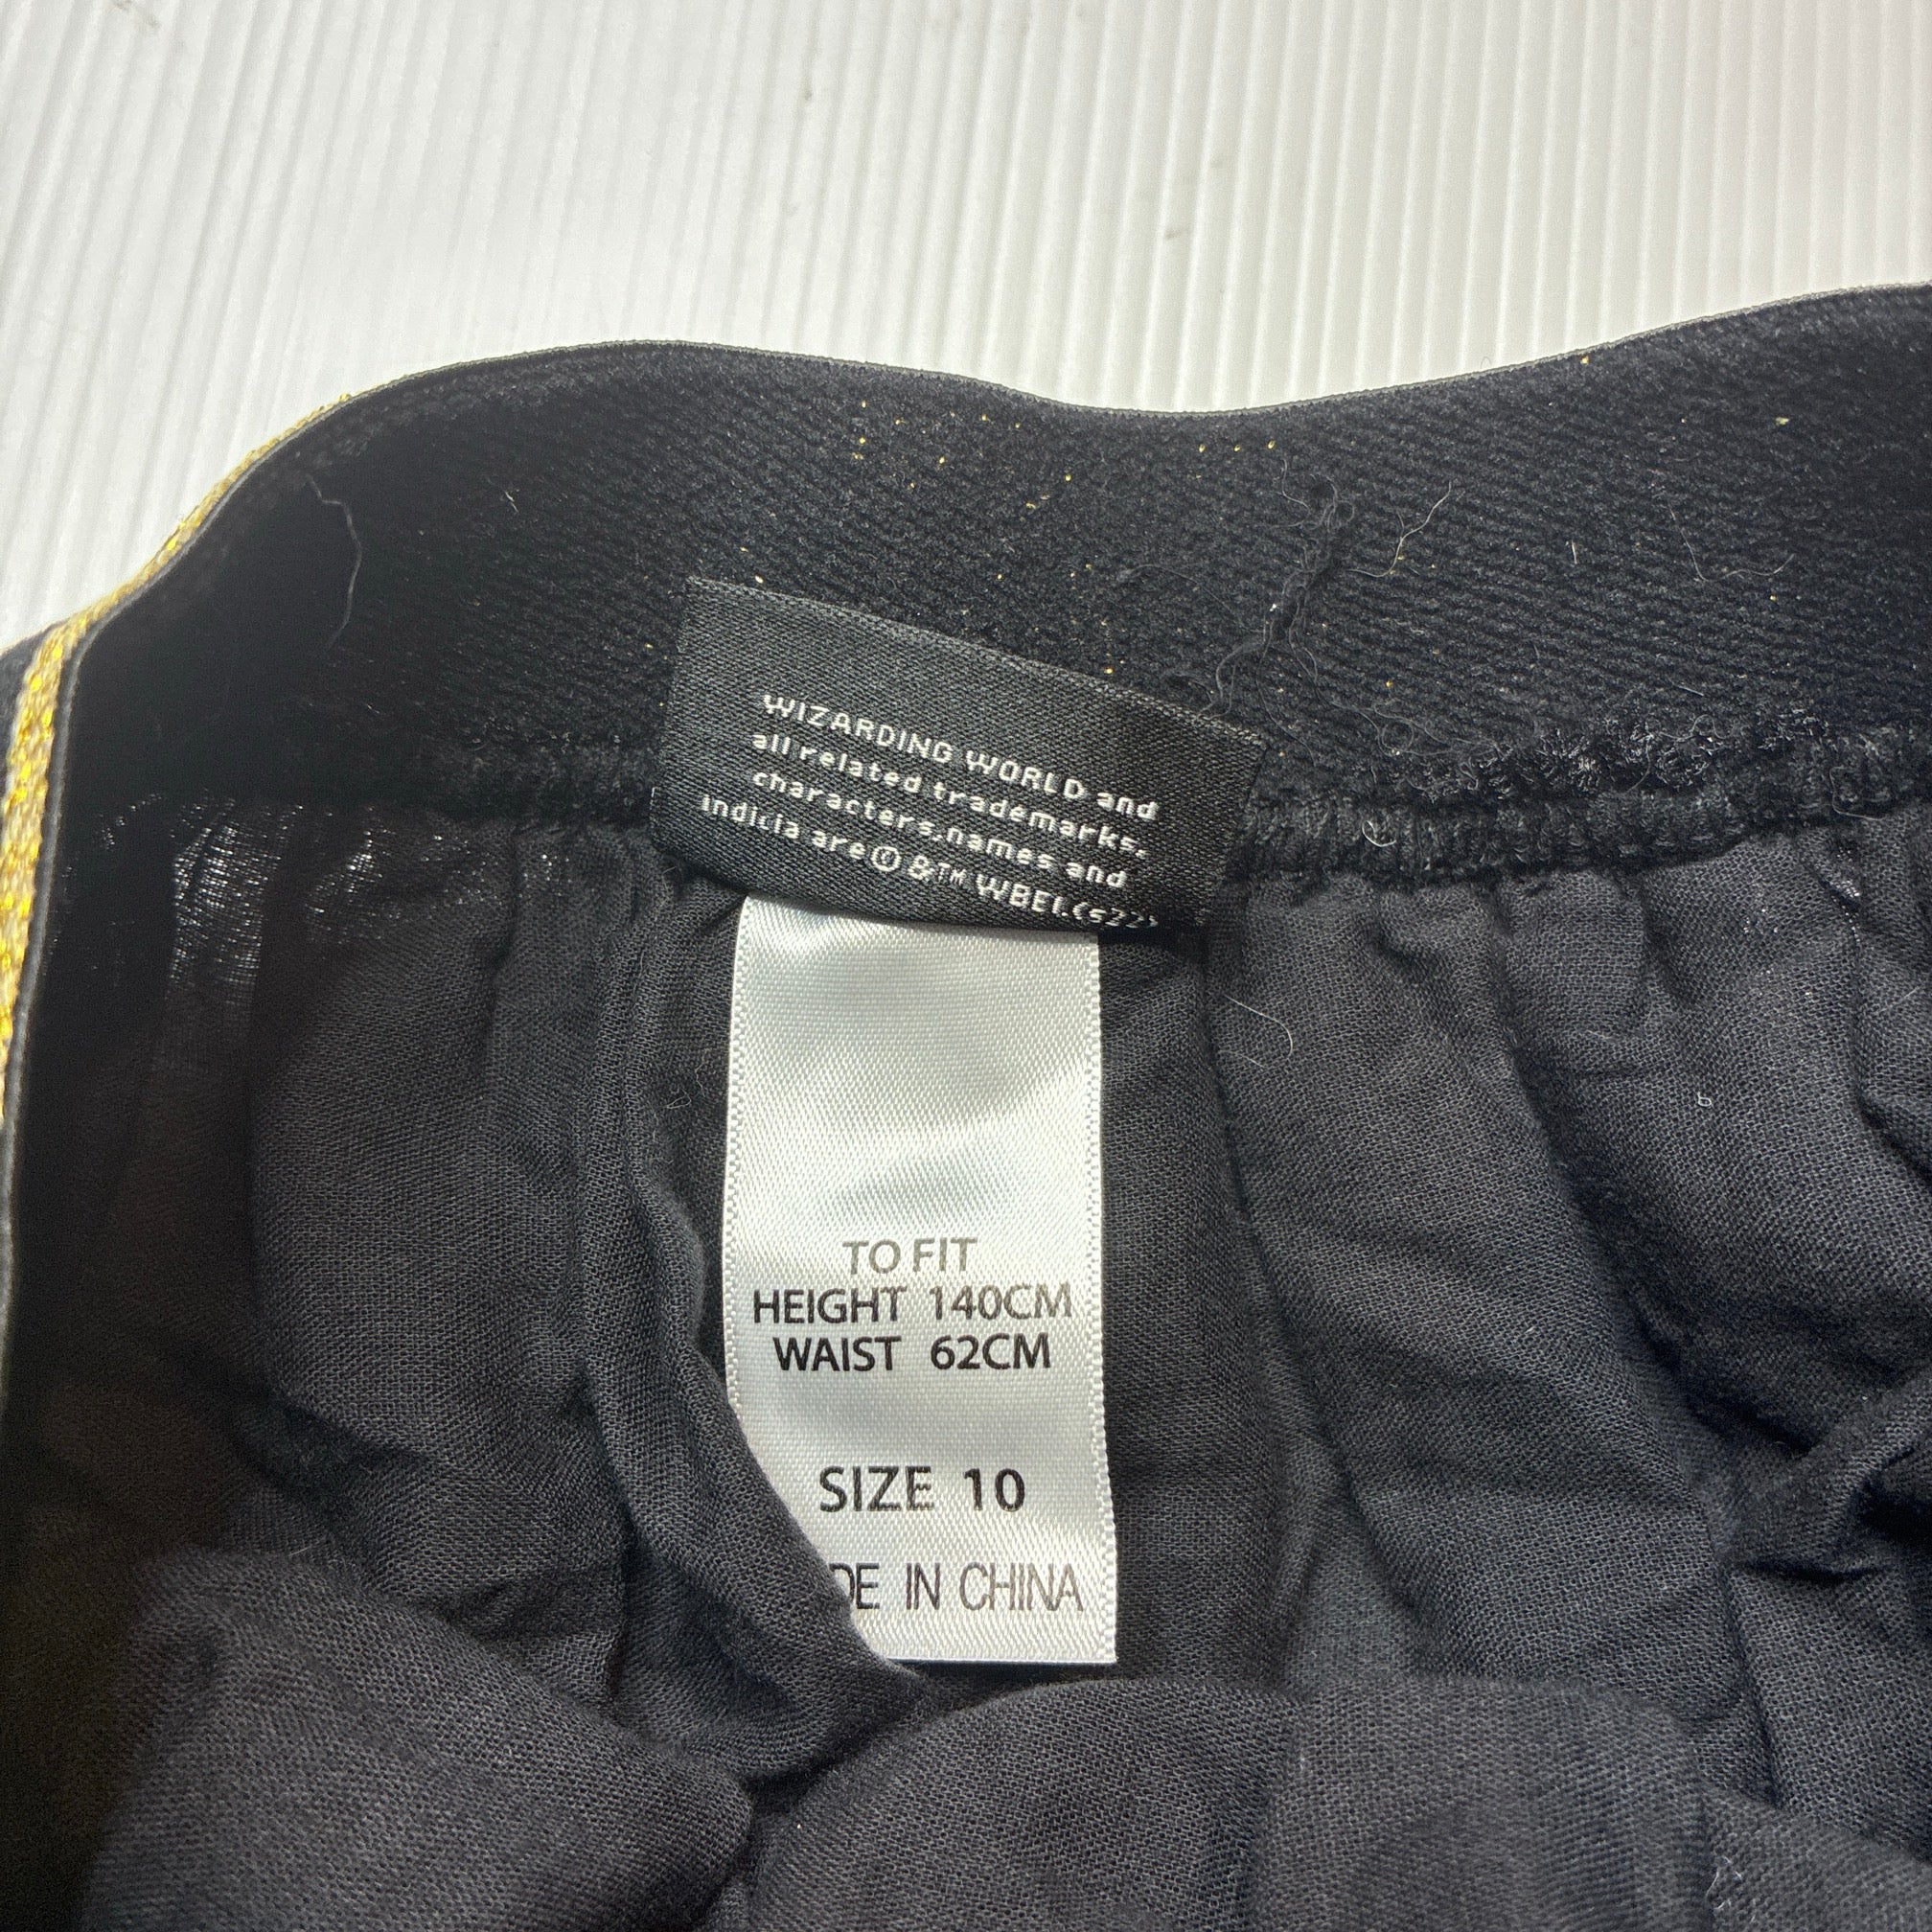 WIZARDING WORLD and
all related trademarks,
characters,names and
indicia are © &™ WBEI.(s22)
TO FIT
HEIGHT 140CM
WAIST 62CM
SIZE 10
DE IN CHINA